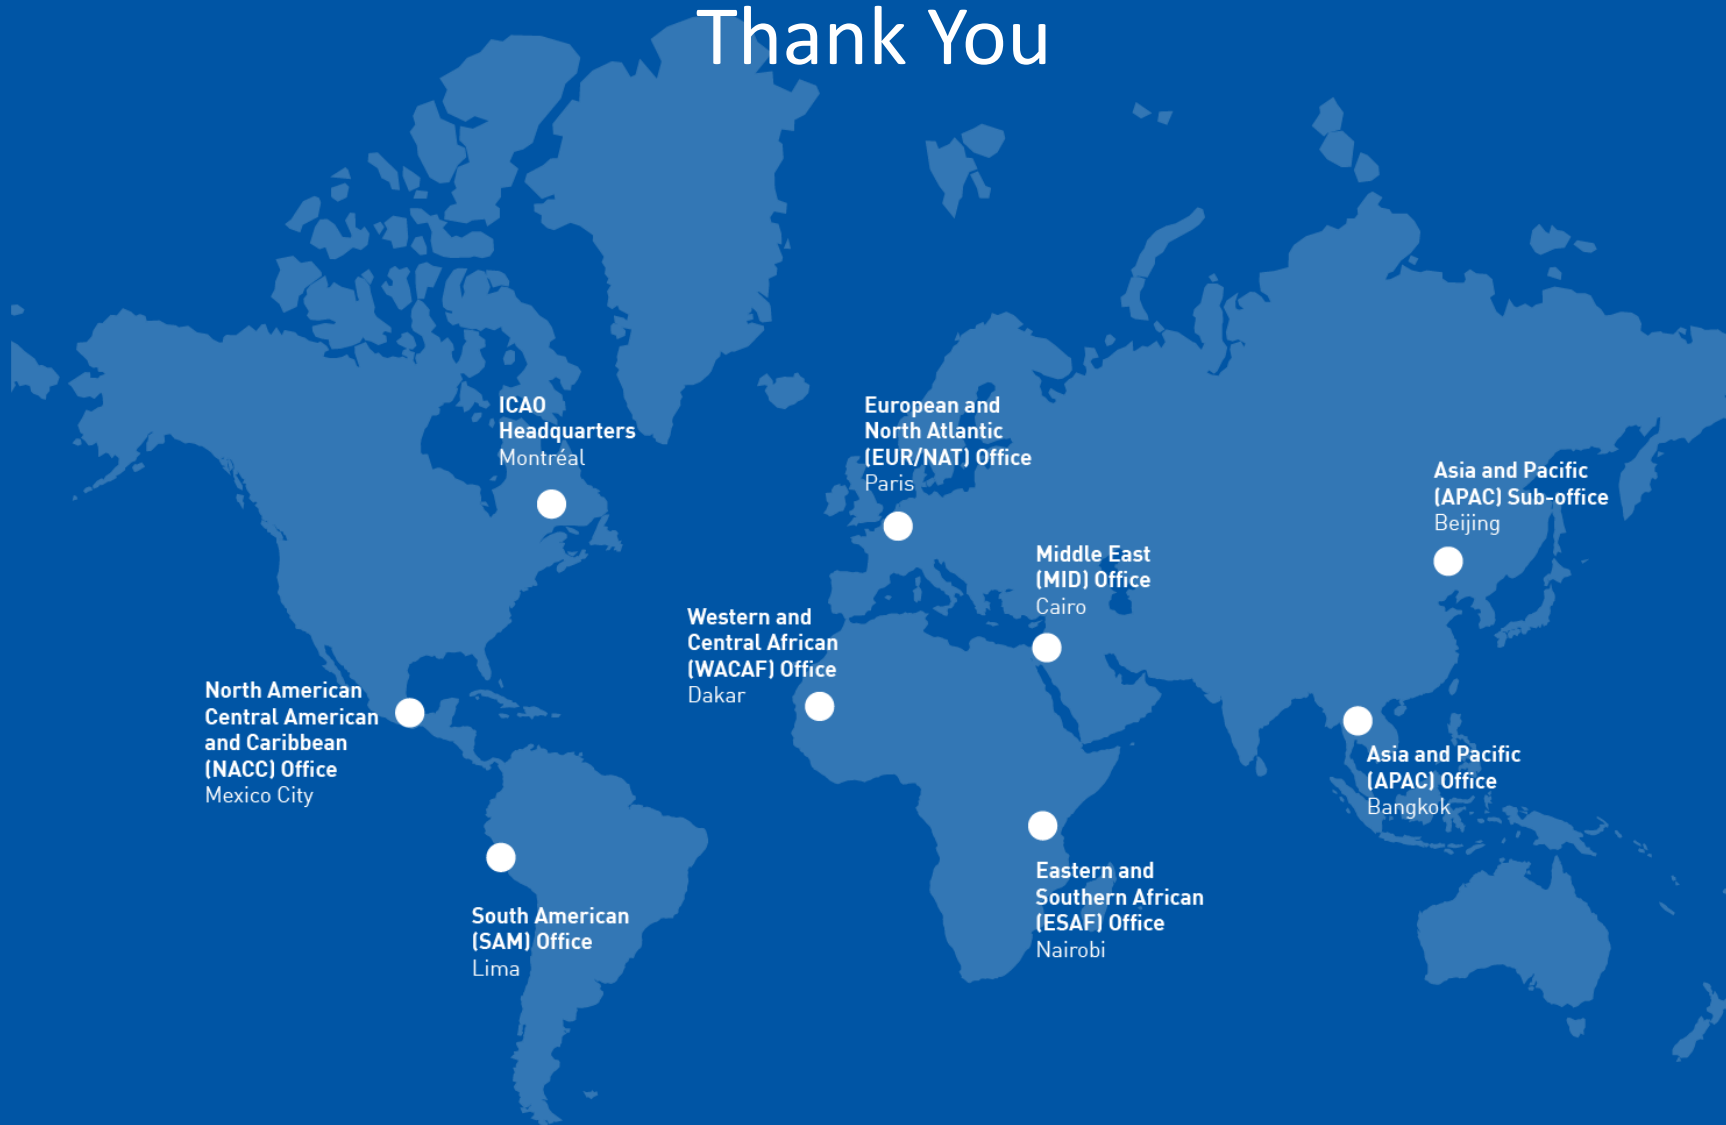 Thank You
ICAO
Headquarters
Montréal
European and
North Atlantic
(EUR/NAT) Office
Paris
Asia and Pacific
(APAC) Sub-office
Beijing
Middle East
(MID) Office
Cairo
Western and
Central African
(WACAF) Office
Dakar
North American
Central American
and Caribbean
(NACC) Office
Mexico City
Asia and Pacific
(APAC) Office
Bangkok
Eastern and
Southern African
(ESAF) Office
Nairobi
South American
(SAM) Office
Lima